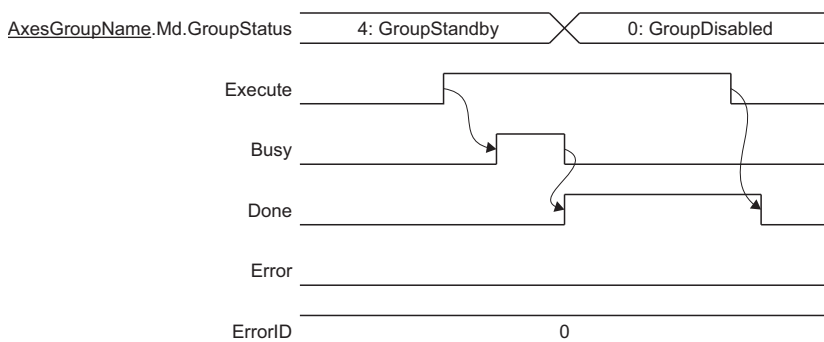 AxesGroupName.Md.GroupStatus 4: GroupStandby 0: GroupDisabled
Execute
Busy
Done
Error
ErrorID 0